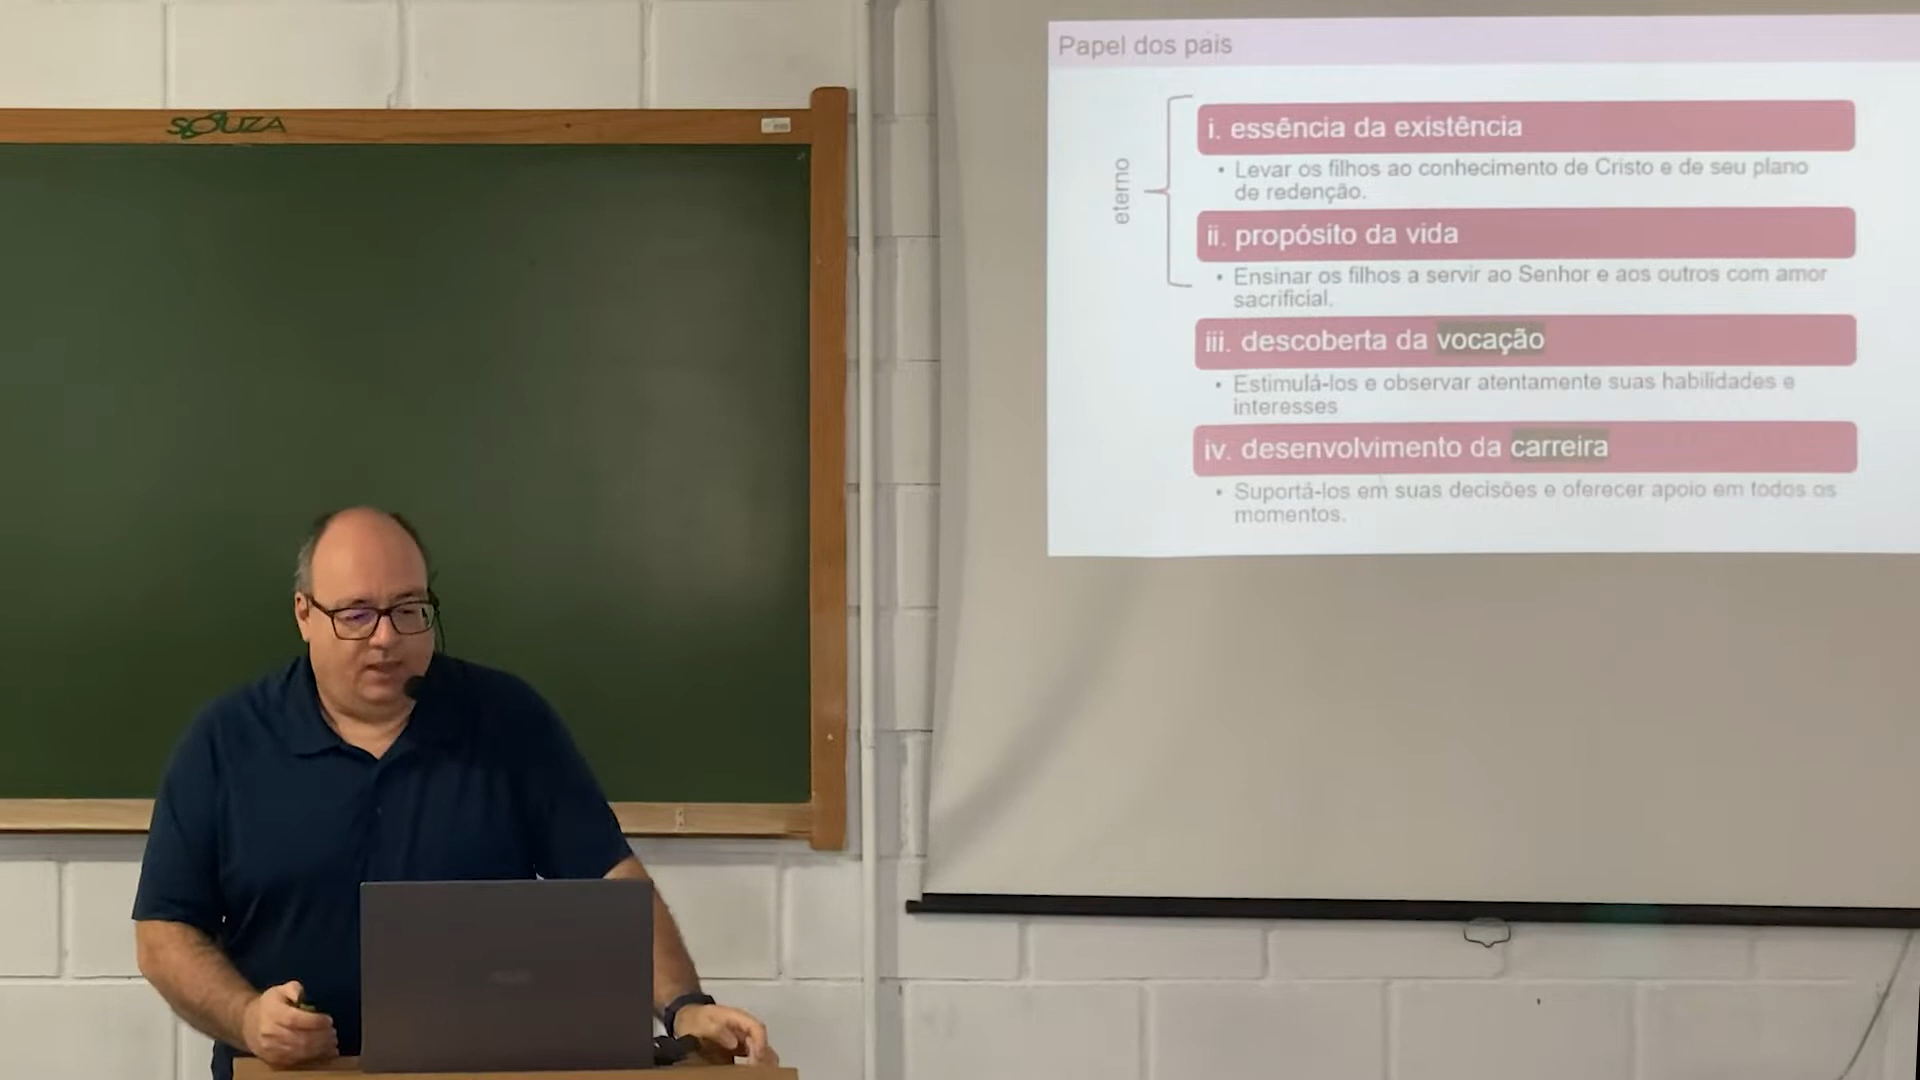 SOUZA
Papel dos pais
eterno
i. essência da existência
• Levar os filhos ao conhecimento de Cristo e de seu plano
de redenção.
ii. propósito da vida
• Ensinar os filhos a servir ao Senhor e aos outros com amor
sacrificial.
iii. descoberta da vocação
• Estimulá-los e observar atentamente suas habilidades e
interesses
iv. desenvolvimento da carreira
• Suportá-los em suas decisões e oferecer apoio em todos os
momentos.